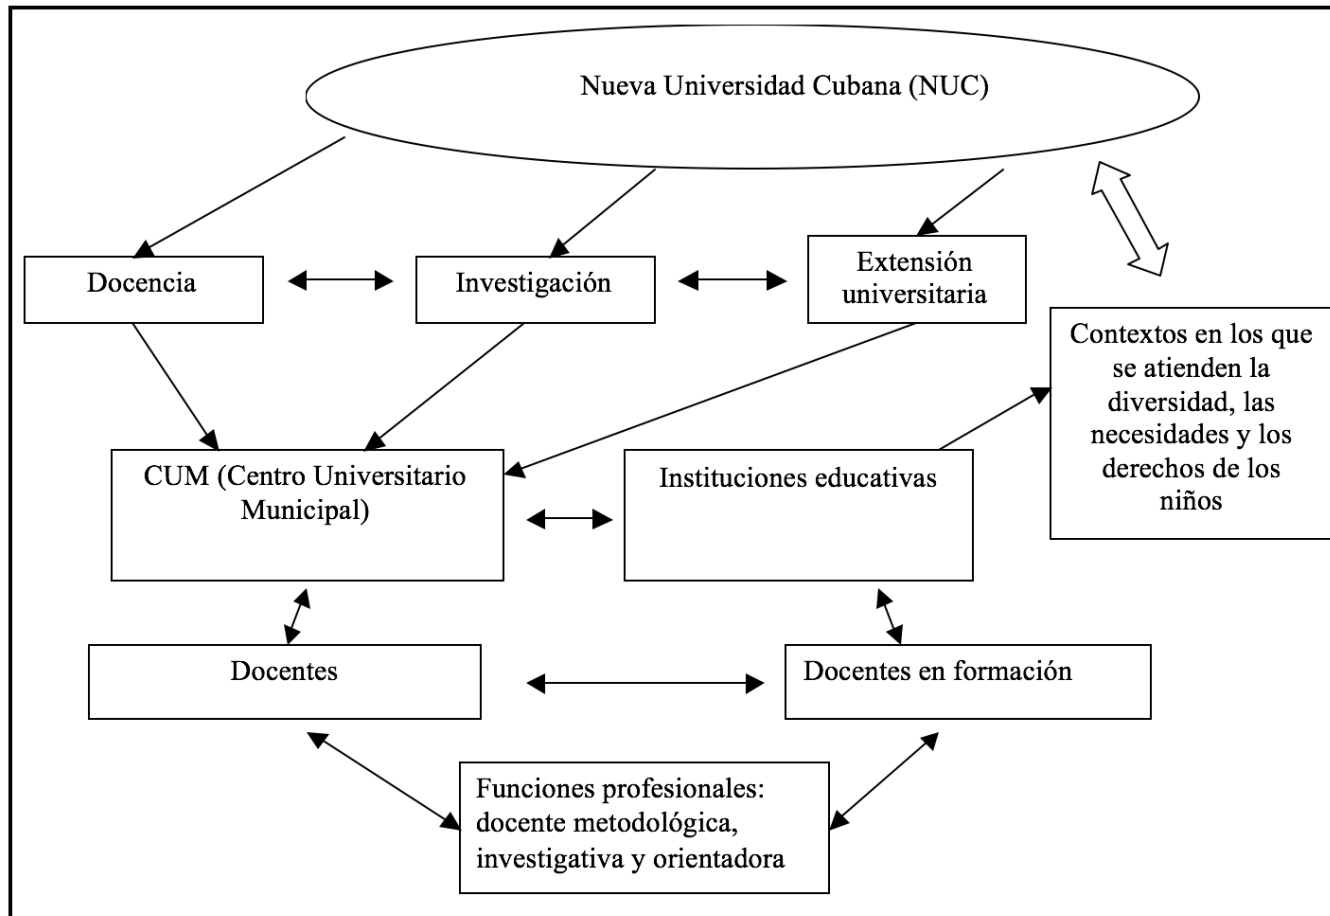 Nueva Universidad Cubana (NUC)
Docencia
Investigación
Extensión
universitaria
Contextos en los que
se atienden la
diversidad, las
necesidades y los
derechos de los
niños
CUM (Centro Universitario
Municipal)
Instituciones educativas
Docentes
Docentes en formación
Funciones profesionales:
docente metodológica,
investigativa y orientadora